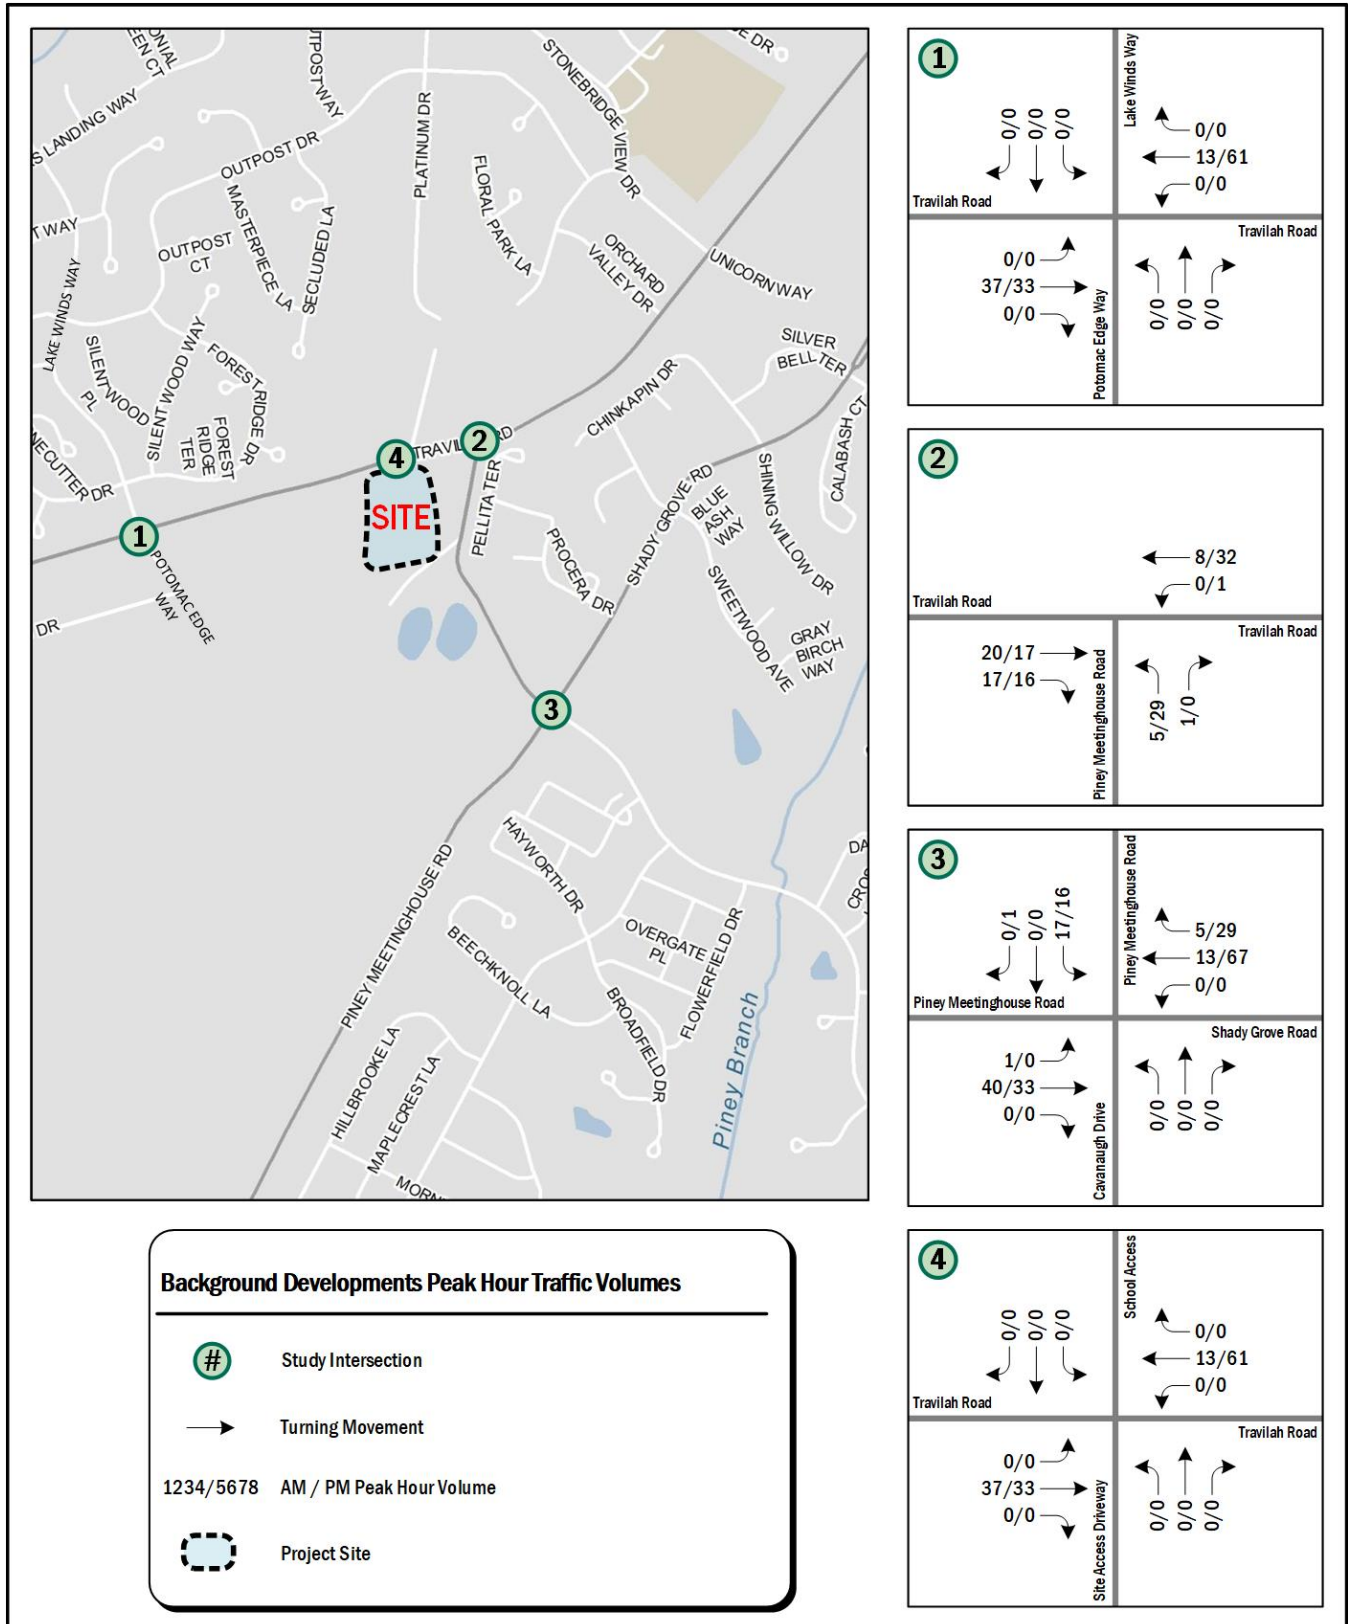 S LANDING WAY
ONIAL
EEN CT
UTPOST WAY
OUTPOST DR
PLATINUM DR
STONEBRIDGE VIEW DR
E DR
T WAY
OUTPOST
CT
MASTERPIECE LA
SECLUDED LA
FLORAL PARK LA
ORCHARD
VALLEY DR
UNICORN WAY
LAKE WINDS WAY
SILENTWOOD
PL
SILENT WOOD WAY
FOREST RIDGE DR
FOREST
RIDGE
TER
NECUTTER DR
SILVER
BELL TER
CHINKAPIN DR
CALABASH CT
4
2
1
3
SITE
PELLITA TER
PROCERA DR
SHADY GROVE RD
BLUE
ASH
WAY
SHINING WILLOW DR
SWEETWOOD AVE
GRAY
BIRCH
WAY
POTOMAC EDGE
WAY
DR
PINEY MEETINGHOUSE RD
HAYWORTH DR
BEECHKNOLL LA
OVERGATE
PL
BROADFIELD DR
FLOWERFIELD DR
HILLBROOKE LA
MAPLECREST LA
MORN
Piney Branch
DA
CROS
1
Lake Winds Way
0/0
0/0
0/0
0/0
13/61
0/0
Travilah Road
Travilah Road
0/0
37/33
0/0
Potomac Edge Way
0/0
0/0
0/0
2
8/32
0/1
Travilah Road
Travilah Road
20/17
17/16
Piney Meetinghouse Road
5/29
1/0
3
Piney Meetinghouse Road
0/1
0/0
17/16
5/29
13/67
0/0
Piney Meetinghouse Road
Shady Grove Road
1/0
40/33
0/0
Cavanaugh Drive
0/0
0/0
0/0
4
School Access
0/0
0/0
0/0
0/0
13/61
0/0
Travilah Road
Travilah Road
0/0
37/33
0/0
Site Access Driveway
0/0
0/0
0/0
Background Developments Peak Hour Traffic Volumes
# Study Intersection
Turning Movement
1234/5678 AM / PM Peak Hour Volume
Project Site